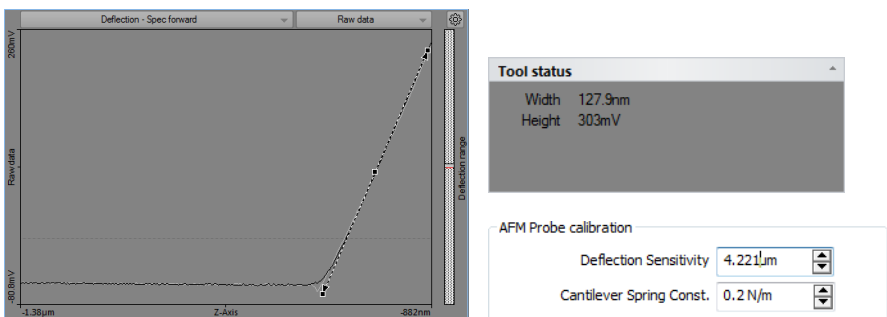 Deflection - Spec forward
Raw data
260mV
Raw data
-80.8mV
-1.38µm
Z-Axis
-882nm
Deflection range
Tool status
Width 127.9nm
Height 303mV
AFM Probe calibration
Deflection Sensitivity 4.221µm
Cantilever Spring Const. 0.2 N/m